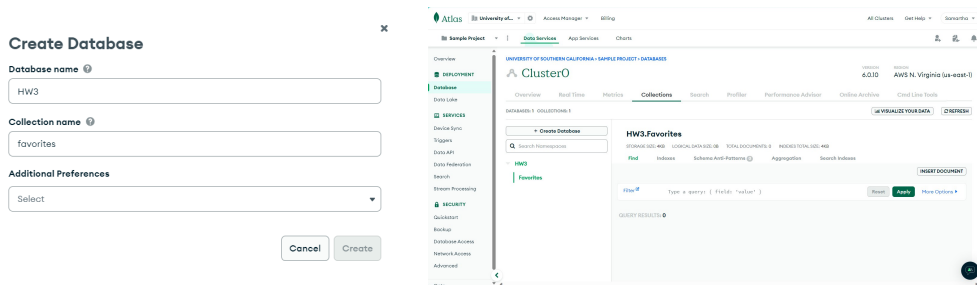 Create Database
Database name
HW3
Collection name
favorites
Additional Preferences
Select
Cancel Create
Atlas University of... Access Manager Billing All Clusters Get Help Samantha
Sample Project Data Services App Services Charts
Overview
DEPLOYMENT
Database
Data Lake
SERVICES
Device Sync
Triggers
Data API
Data Federation
Search
Stream Processing
SECURITY
Quickstart
Backup
Database Access
Network Access
Advanced
UNIVERSITY OF SOUTHERN CALIFORNIA > SAMPLE PROJECT > DATABASES
Cluster0
VERSION REGION
6.0.10 AWS N. Virginia (us-east-1)
Overview Real Time Metrics Collections Search Profiler Performance Advisor Online Archive Cmd Line Tools
DATABASES: 1 COLLECTIONS: 1 VISUALIZE YOUR DATA REFRESH
+ Create Database
Search Namespaces
HW3
Favorites
HW3.Favorites
STORAGE SIZE: 4KB LOGICAL DATA SIZE: 0B TOTAL DOCUMENTS: 0 INDEXES TOTAL SIZE: 4KB
Find Indexes Schema Anti-Patterns Aggregation Search Indexes
INSERT DOCUMENT
Filter Type a query: { field: 'value' } Reset Apply More Options
QUERY RESULTS: 0